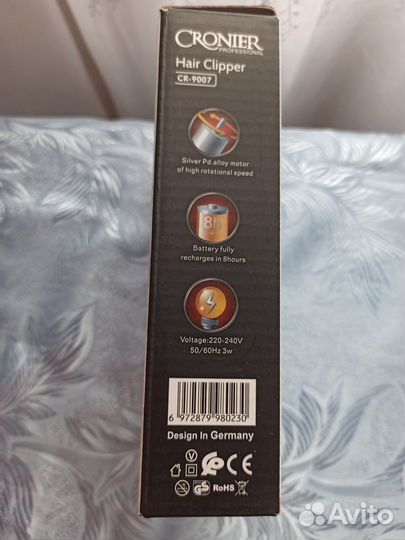 CRONIER
PROFESSIONAL
Hair Clipper
CR-9007
Silver Pd.alloy motor
of high rotational speed
8h
Battery fully
recharges in 8hours
Voltage:220-240V
50/60Hz 3w
6 972879 980230
Design In Germany
V
CE
GS
RoHS
Avito